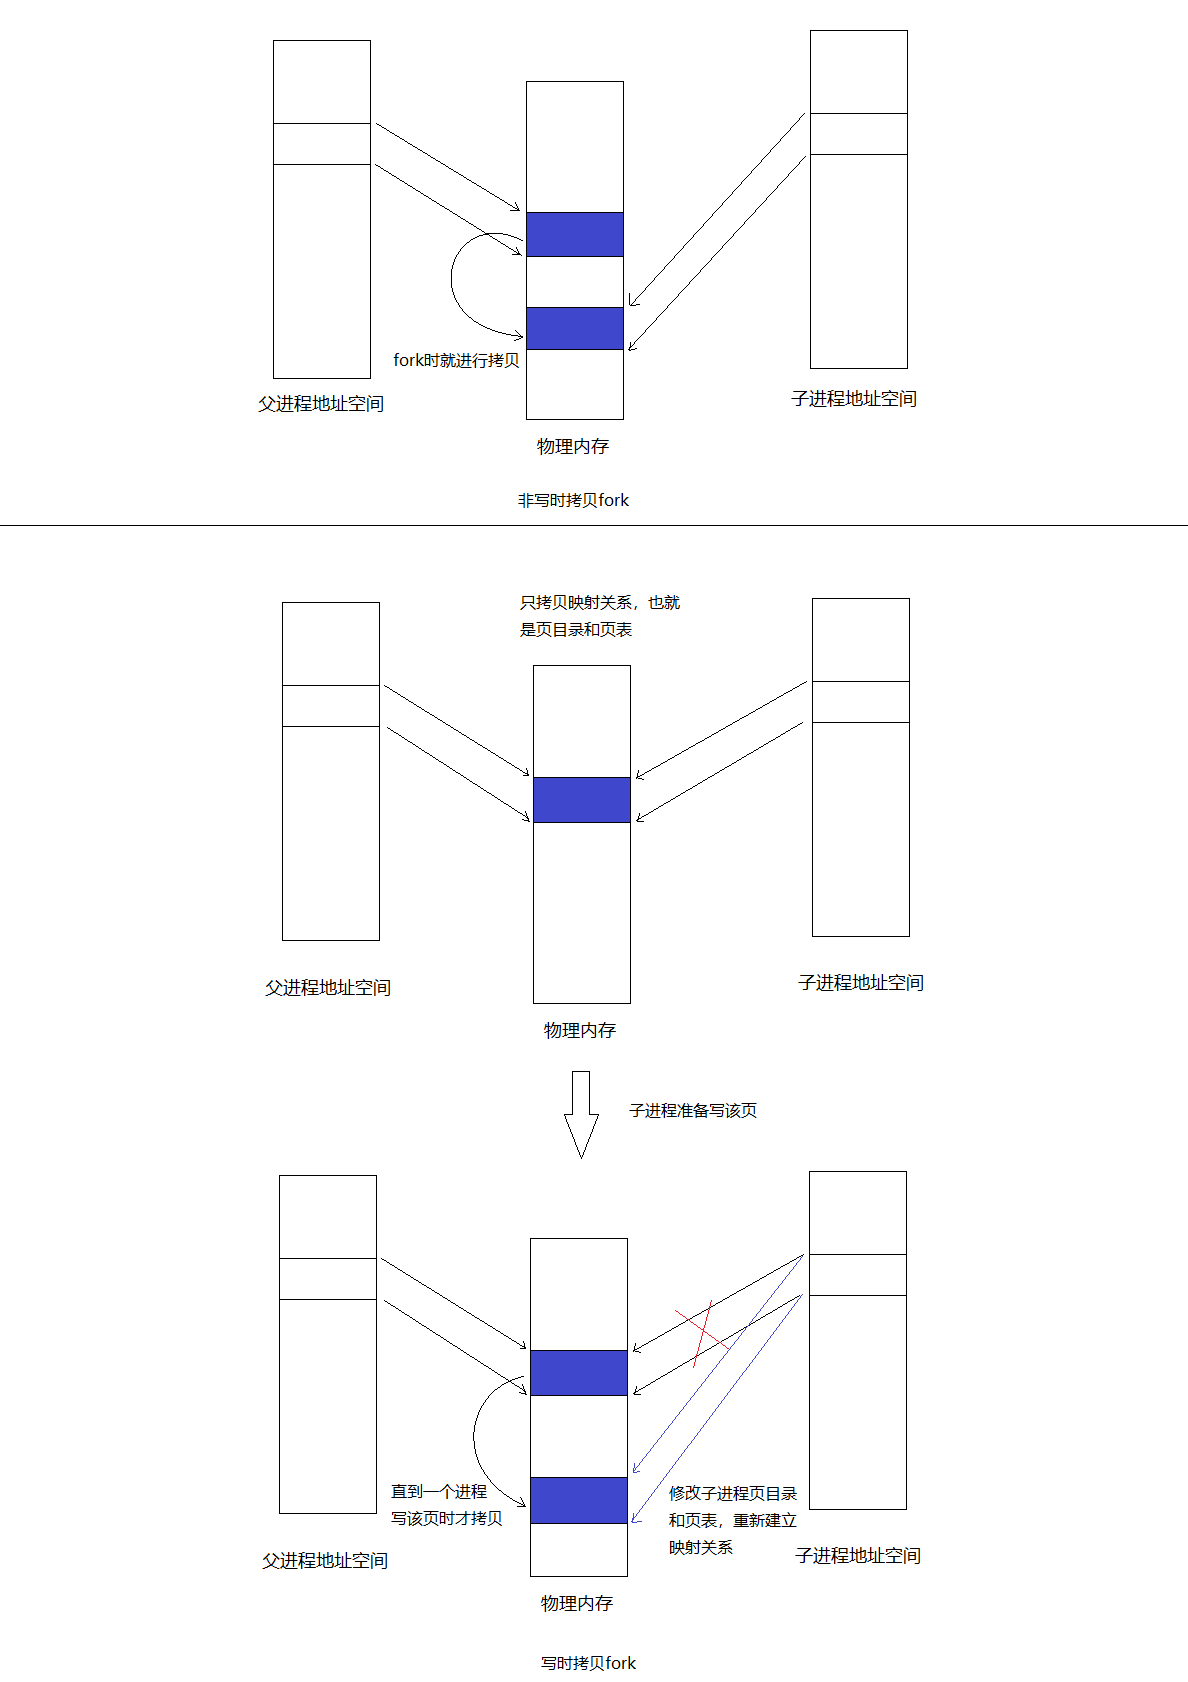 fork时就进行拷贝
父进程地址空间
子进程地址空间
物理内存
非写时拷贝fork
只拷贝映射关系，也就
是页目录和页表
父进程地址空间
子进程地址空间
物理内存
子进程准备写该页
直到一个进程
写该页时才拷贝
修改子进程页目录
和页表，重新建立
映射关系
父进程地址空间
子进程地址空间
物理内存
写时拷贝fork